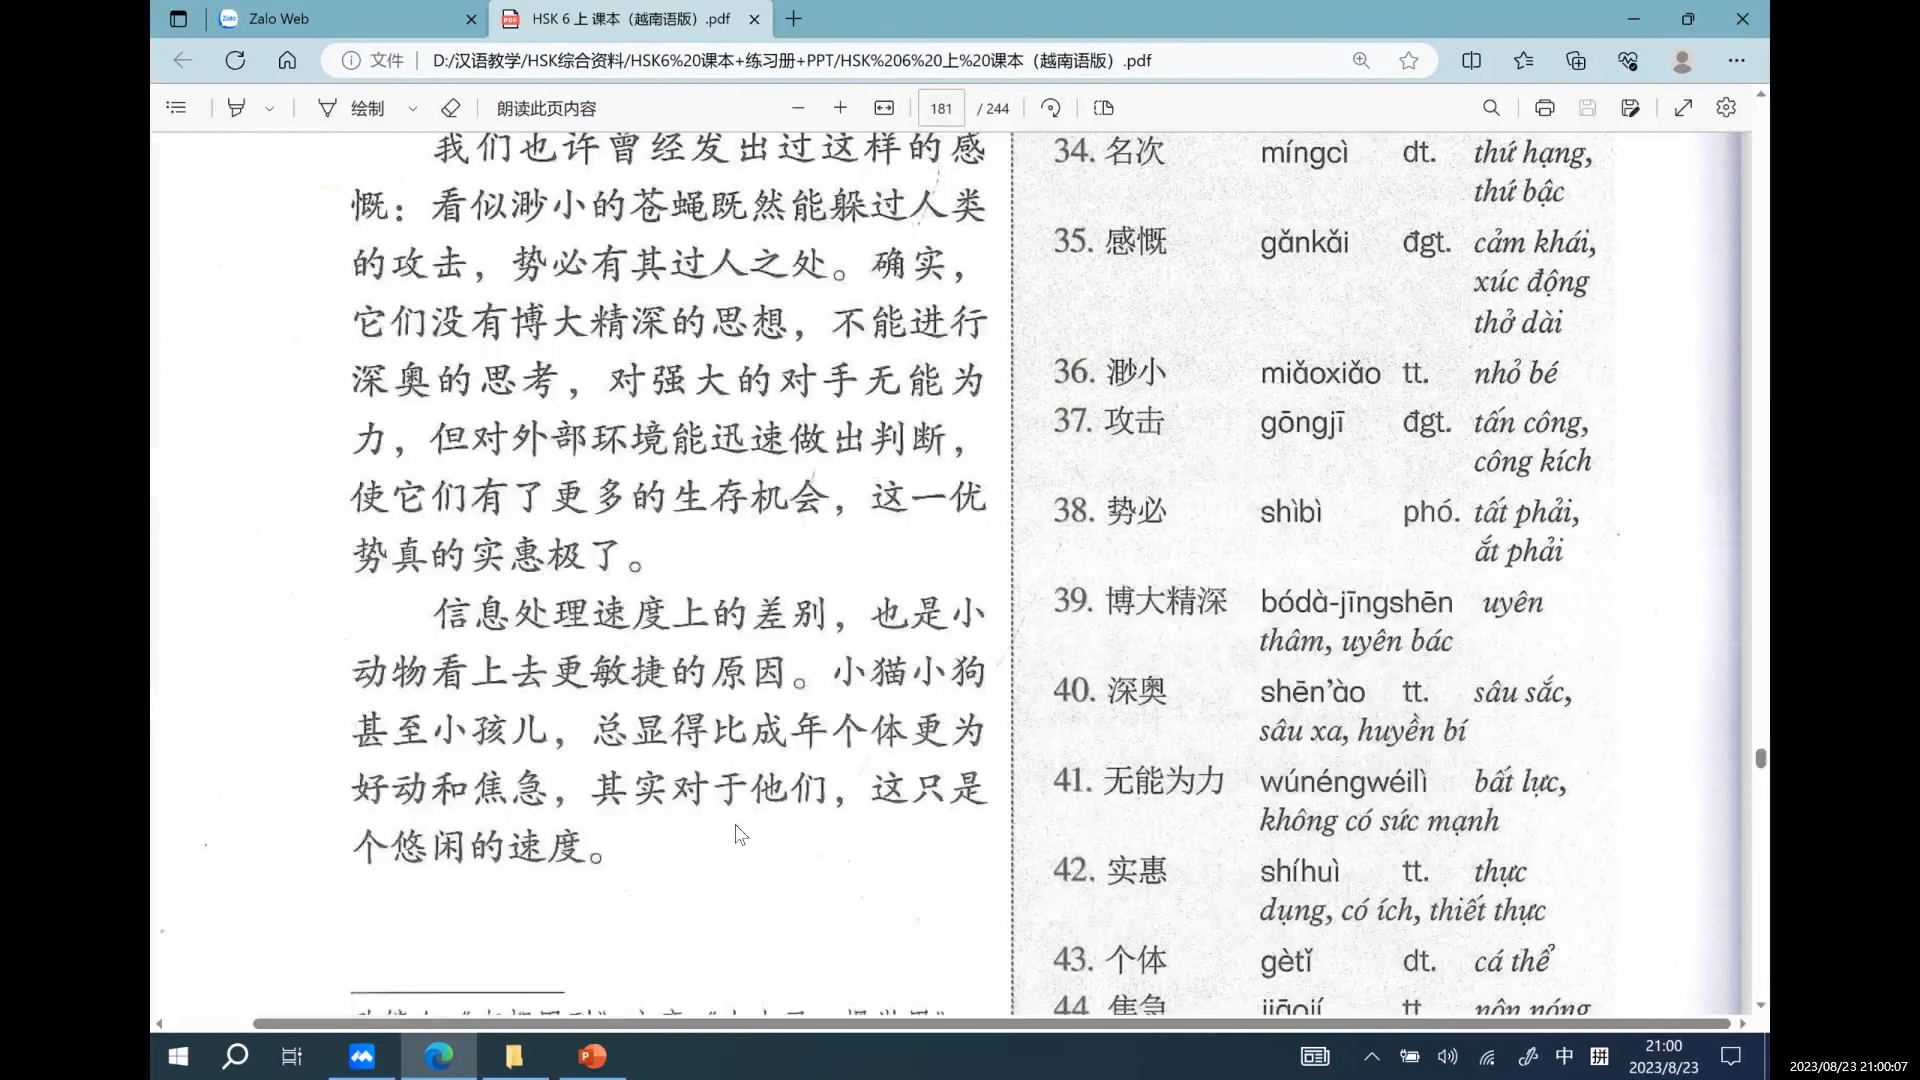 Zalo Web
HSK 6 上 课本（越南语版）.pdf
文件
D:/汉语教学/HSK综合资料/HSK6%20课本+练习册+PPT/HSK%206%20上%20课本（越南语版）.pdf
绘制
朗读此页内容
181 / 244
我们也许曾经发出过这样的感
慨：看似渺小的苍蝇既然能躲过人类
的攻击，势必有其过人之处。确实，
它们没有博大精深的思想，不能进行
深奥的思考，对强大的对手无能为
力，但对外部环境能迅速做出判断，
使它们有了更多的生存机会，这一优
势真的实惠极了。
信息处理速度上的差别，也是小
动物看上去更敏捷的原因。小猫小狗
甚至小孩儿，总显得比成年个体更为
好动和焦急，其实对于他们，这只是
个悠闲的速度。
34. 名次 míngcì dt. thứ hạng,
thứ bậc
35. 感慨 gǎnkǎi đgt. cảm khái,
xúc động
thở dài
36. 渺小 miǎoxiǎo tt. nhỏ bé
37. 攻击 gōngjī đgt. tấn công,
công kích
38. 势必 shìbì phó. tất phải,
ắt phải
39. 博大精深 bódà-jīngshēn uyên
thâm, uyên bác
40. 深奥 shēn'ào tt. sâu sắc,
sâu xa, huyền bí
41. 无能为力 wúnéngwéilì bất lực,
không có sức mạnh
42. 实惠 shíhuì tt. thực
dụng, có ích, thiết thực
43. 个体 gètǐ dt. cá thể
44. 焦急 jiāojí tt. nôn nóng
中
拼
21:00
2023/8/23
2023/08/23 21:00:07